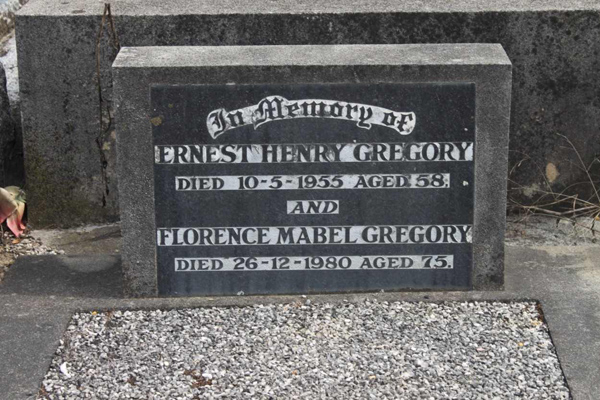 In Memory of
ERNEST HENRY GREGORY
DIED 10-5-1955 AGED 58.
AND
FLORENCE MABEL GREGORY
DIED 26-12-1980 AGED 75.